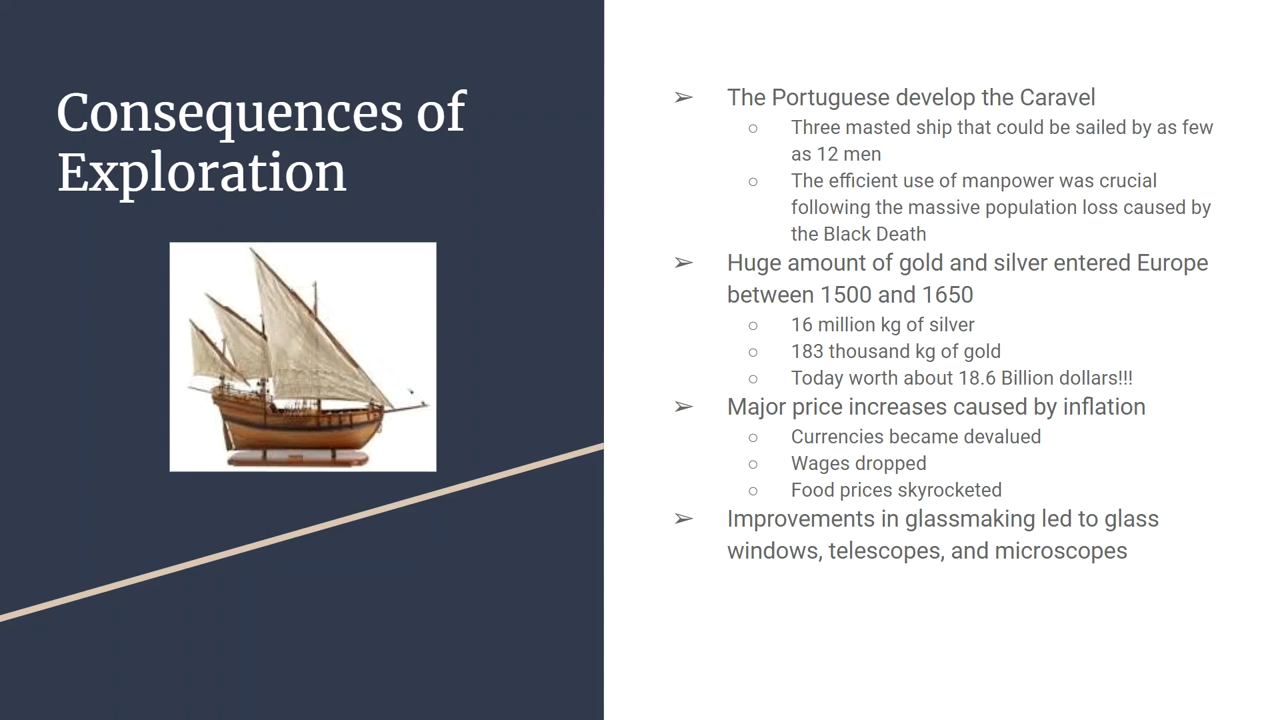 Consequences of
Exploration
➢ The Portuguese develop the Caravel
○ Three masted ship that could be sailed by as few
as 12 men
○ The efficient use of manpower was crucial
following the massive population loss caused by
the Black Death
➢ Huge amount of gold and silver entered Europe
between 1500 and 1650
○ 16 million kg of silver
○ 183 thousand kg of gold
○ Today worth about 18.6 Billion dollars!!!
➢ Major price increases caused by inflation
○ Currencies became devalued
○ Wages dropped
○ Food prices skyrocketed
➢ Improvements in glassmaking led to glass
windows, telescopes, and microscopes